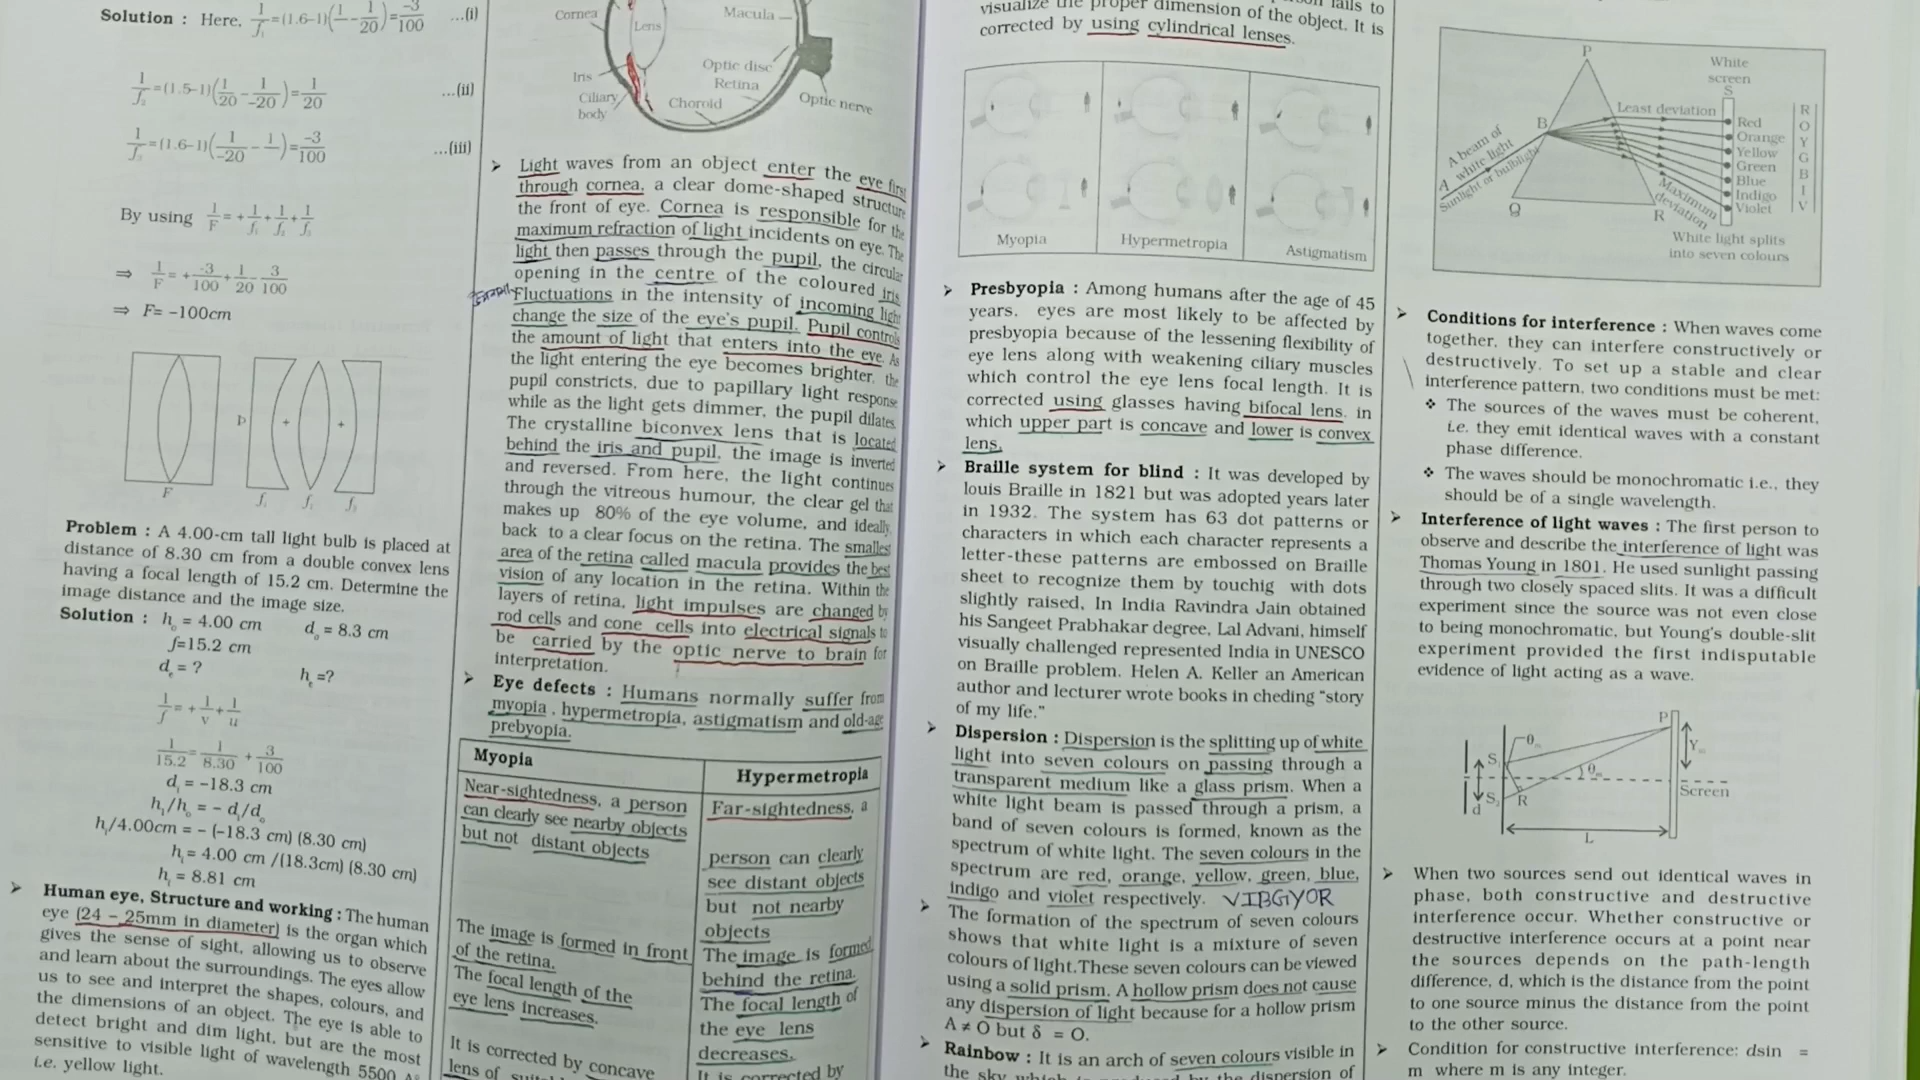 Solution : Here, 1/f₁ =(1.6–1)(1/ – 1/20)= –3/100 ...(i)
1/f₂ =(1.5–1)(1/20 – 1/–20)= 1/20 ...(ii)
1/f₃ =(1.6–1)(1/–20 – 1/ )= –3/100 ...(iii)
By using 1/F = + 1/f₁ + 1/f₂ + 1/f₃
⇒ 1/F = + –3/100 + 1/20 – 3/100
⇒ F= –100cm
F
+
+
Problem : A 4.00-cm tall light bulb is placed at
distance of 8.30 cm from a double convex lens
having a focal length of 15.2 cm. Determine the
image distance and the image size.
Solution : h₀ = 4.00 cm d₀ = 8.3 cm
f=15.2 cm
= ? =?
1/f = + 1/v + 1/u
1/15.2 = 1/8.30 + 3/100
dᵢ = –18.3 cm
hᵢ/h₀ = – dᵢ/d₀
hᵢ/4.00cm = – (–18.3 cm) (8.30 cm)
hᵢ = 4.00 cm /(18.3cm) (8.30 cm)
hᵢ = 8.81 cm
➢ Human eye, Structure and working : The human
eye (24 – 25mm in diameter) is the organ which
gives the sense of sight, allowing us to observe
and learn about the surroundings. The eyes allow
us to see and interpret the shapes, colours, and
the dimensions of an object. The eye is able to
detect bright and dim light, but are the most
sensitive to visible light of wavelength 5500
i.e. yellow light.
Cornea
Lens
Macula
Iris
Ciliary
body
Choroid
Optic disc
Retina
Optic nerve
➢ Light waves from an object enter the eye first
through cornea, a clear dome-shaped structure
the front of eye. Cornea is responsible for the
maximum refraction of light incidents on eye. The
light then passes through the pupil, the circular
opening in the centre of the coloured iris
Fluctuations in the intensity of incoming light
change the size of the eye's pupil. Pupil controls
the amount of light that enters into the eye. As
the light entering the eye becomes brighter, the
pupil constricts, due to papillary light response
while as the light gets dimmer, the pupil dilates.
The crystalline biconvex lens that is located
behind the iris and pupil, the image is inverted
and reversed. From here, the light continues
through the vitreous humour, the clear gel that
makes up 80% of the eye volume, and ideally
back to a clear focus on the retina. The smallest
area of the retina called macula provides the best
vision of any location in the retina. Within the
layers of retina, light impulses are changed by
rod cells and cone cells into electrical signals to
be carried by the optic nerve to brain for
interpretation.
➢ Eye defects : Humans normally suffer from
myopia , hypermetropia, astigmatism and old-age
prebyopia.
Myopia
Near-sightedness, a person
can clearly see nearby objects
but not distant objects
The image is formed in front
of the retina.
The focal length of the
eye lens increases.
It is corrected by concave
lens of
Hypermetropia
Far-sightedness, a
person can clearly
see distant objects
but not nearby
objects
The image is formed
behind the retina.
The focal length of
the eye lens
decreases.
It is corrected by
visualize the proper dimension of the object. It is
corrected by using cylindrical lenses.
Myopia
Hypermetropia
Astigmatism
➢ Presbyopia : Among humans after the age of 45
years, eyes are most likely to be affected by
presbyopia because of the lessening flexibility of
eye lens along with weakening ciliary muscles
which control the eye lens focal length. It is
corrected using glasses having bifocal lens, in
which upper part is concave and lower is convex
lens.
➢ Braille system for blind : It was developed by
louis Braille in 1821 but was adopted years later
in 1932. The system has 63 dot patterns or
characters in which each character represents a
letter-these patterns are embossed on Braille
sheet to recognize them by touchig with dots
slightly raised, In India Ravindra Jain obtained
his Sangeet Prabhakar degree, Lal Advani, himself
visually challenged represented India in UNESCO
on Braille problem. Helen A. Keller an American
author and lecturer wrote books in cheding "story
of my life."
➢ Dispersion : Dispersion is the splitting up of white
light into seven colours on passing through a
transparent medium like a glass prism. When a
white light beam is passed through a prism, a
band of seven colours is formed, known as the
spectrum of white light. The seven colours in the
spectrum are red, orange, yellow, green, blue,
indigo and violet respectively. VIBGYOR
➢ The formation of the spectrum of seven colours
shows that white light is a mixture of seven
colours of light.These seven colours can be viewed
using a solid prism. A hollow prism does not cause
any dispersion of light because for a hollow prism
A ≠ O but δ = O.
➢ Rainbow : It is an arch of seven colours visible in
the sky which is produced by the dispersion of
P
White
screen
S
Least deviation
B
A beam of
white light
A
Sunlight or bulblight
Q
R
Maximum
deviation
Red
Orange
Yellow
Green
Blue
Indigo
Violet
R
O
Y
G
B
I
V
White light splits
into seven colours
➢ Conditions for interference : When waves come
together, they can interfere constructively or
destructively. To set up a stable and clear
interference pattern, two conditions must be met:
❖ The sources of the waves must be coherent,
i.e. they emit identical waves with a constant
phase difference.
❖ The waves should be monochromatic i.e., they
should be of a single wavelength.
➢ Interference of light waves : The first person to
observe and describe the interference of light was
Thomas Young in 1801. He used sunlight passing
through two closely spaced slits. It was a difficult
experiment since the source was not even close
to being monochromatic, but Young's double-slit
experiment provided the first indisputable
evidence of light acting as a wave.
P
θ
S
S
d
R
θ
Y
Screen
L
➢ When two sources send out identical waves in
phase, both constructive and destructive
interference occur. Whether constructive or
destructive interference occurs at a point near
the sources depends on the path-length
difference, d, which is the distance from the point
to one source minus the distance from the point
to the other source.
➢ Condition for constructive interference: dsin =
m where m is any integer.